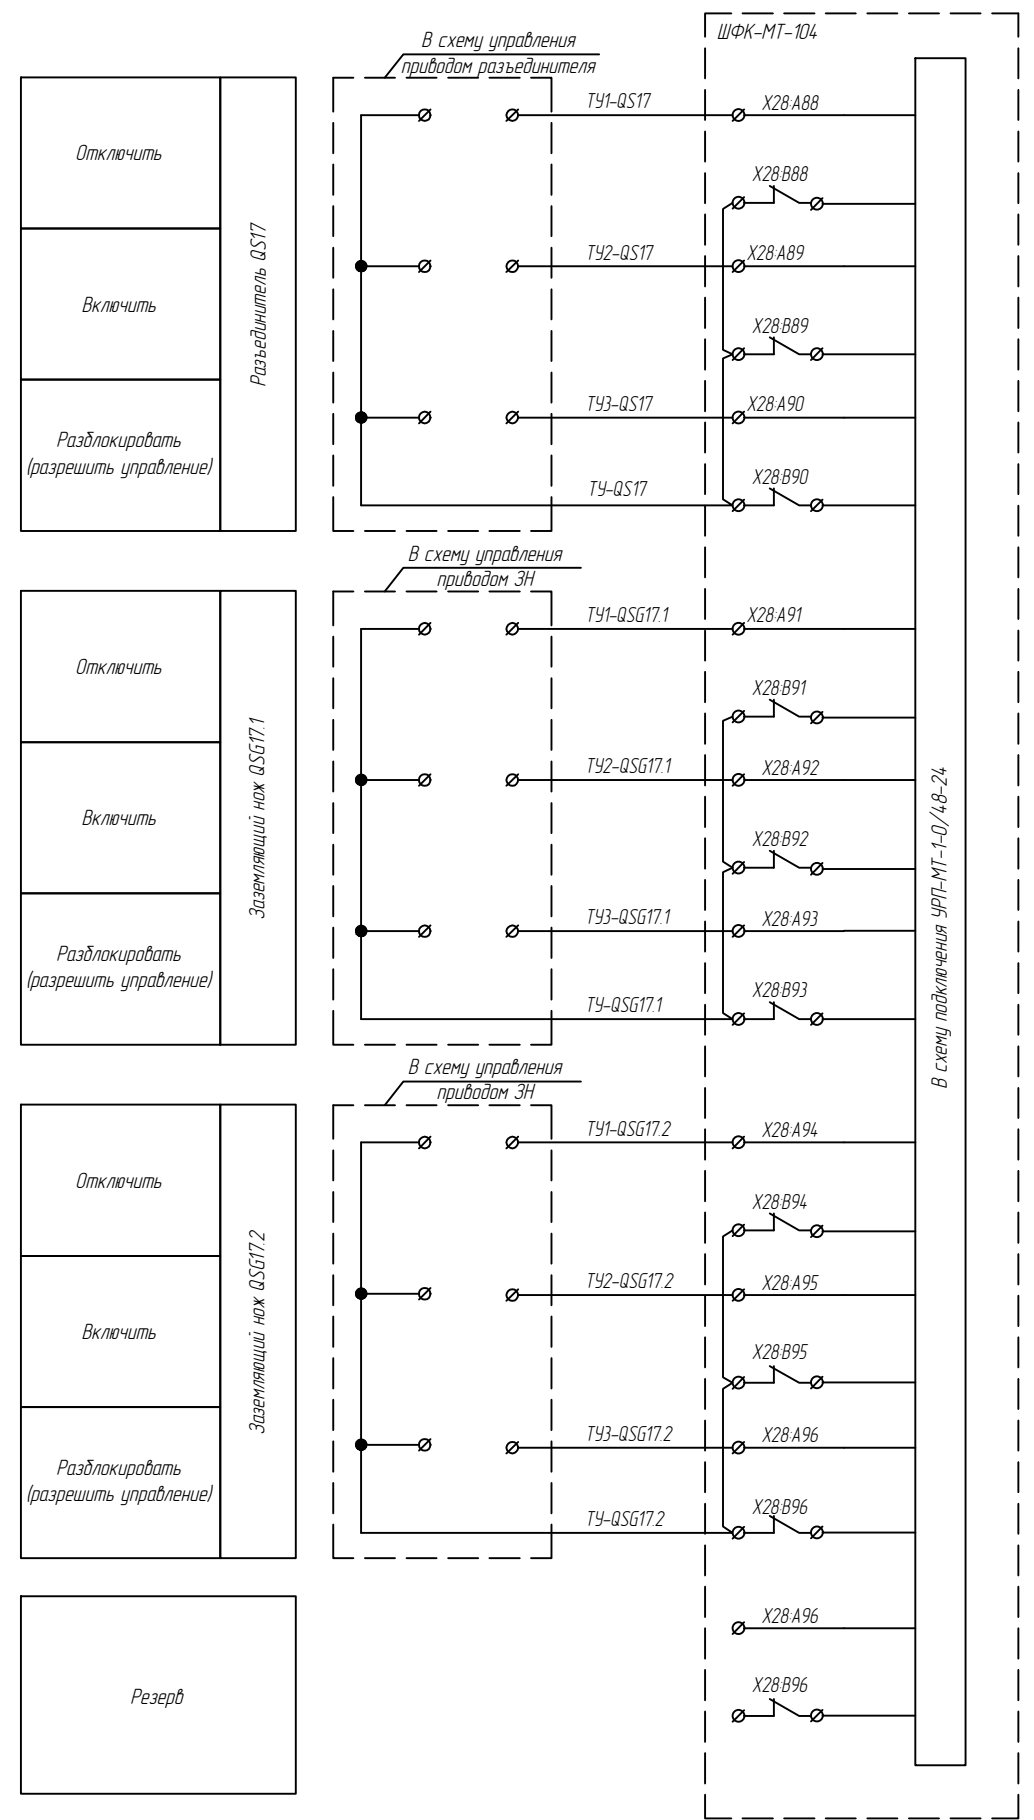 ШФК-МТ-104
В схему управления
приводом разъединителя
Отключить
Включить
Разблокировать
(разрешить управление)
Разъединитель QS17
ТУ1-QS17
X28:A88
X28:B88
ТУ2-QS17
X28:A89
X28:B89
ТУ3-QS17
X28:A90
ТУ-QS17
X28:B90
В схему управления
приводом ЗН
Отключить
Включить
Разблокировать
(разрешить управление)
Заземляющий нож QSG17.1
ТУ1-QSG17.1
X28:A91
X28:B91
ТУ2-QSG17.1
X28:A92
X28:B92
ТУ3-QSG17.1
X28:A93
ТУ-QSG17.1
X28:B93
В схему подключения УРП-МТ-1-0/48-24
В схему управления
приводом ЗН
Отключить
Включить
Разблокировать
(разрешить управление)
Заземляющий нож QSG17.2
ТУ1-QSG17.2
X28:A94
X28:B94
ТУ2-QSG17.2
X28:A95
X28:B95
ТУ3-QSG17.2
X28:A96
ТУ-QSG17.2
X28:B96
Резерв
X28:A96
X28:B96